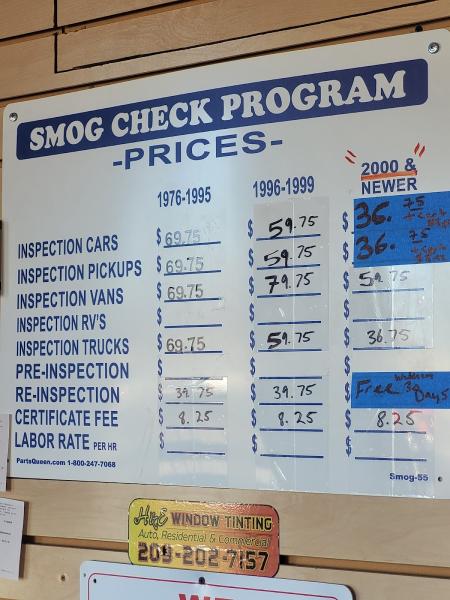 SMOG CHECK PROGRAM
-PRICES-
1976-1995 1996-1999 2000 & NEWER
INSPECTION CARS $ 69.75 $ 59.75 $ 36.75
INSPECTION PICKUPS $ 69.75 $ 59.75 $ 36.75
INSPECTION VANS $ 69.75 $ 79.75 $ 59.75
INSPECTION RV'S $ $ $
INSPECTION TRUCKS $ 69.75 $ 59.75 $ 36.75
PRE-INSPECTION $ $ $
RE-INSPECTION $ 39.75 $ 39.75 $ Free 30 Days
CERTIFICATE FEE $ 8.25 $ 8.25 $ 8.25
LABOR RATE PER HR $ $ $
PartsQueen.com 1-800-247-7068 Smog-55
H&E WINDOW TINTING
Auto, Residential & Commercial
209-202-7157